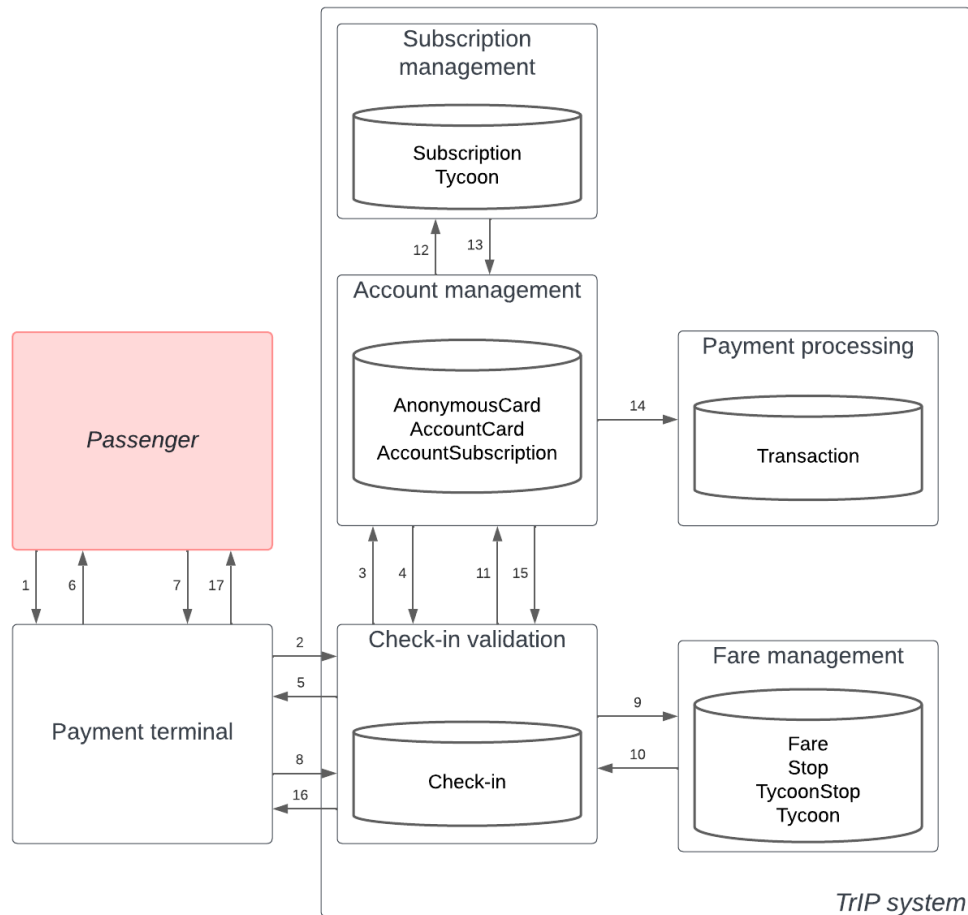 Subscription
management
Subscription
Tycoon
12
13
Account management
AnonymousCard
AccountCard
AccountSubscription
14
Payment processing
Transaction
Passenger
1
6
7
17
3
4
11
15
Payment terminal
2
5
8
16
Check-in validation
Check-in
9
10
Fare management
Fare
Stop
TycoonStop
Tycoon
TrIP system